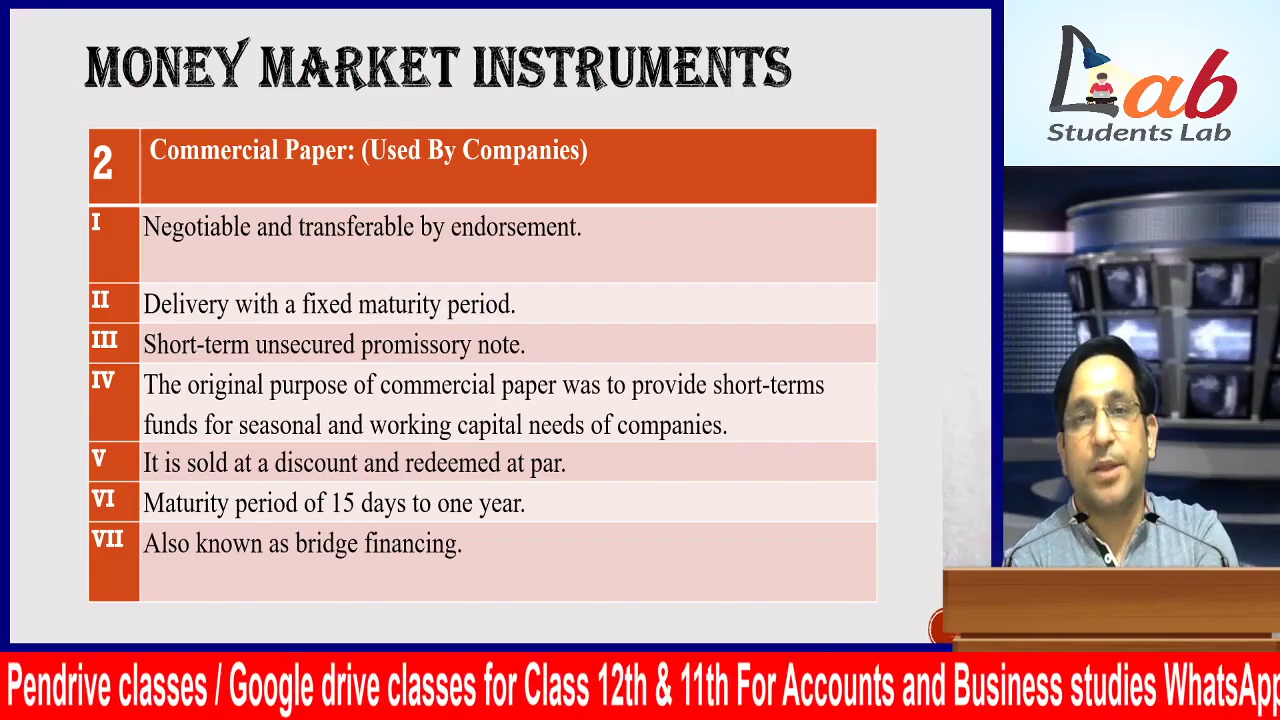 MONEY MARKET INSTRUMENTS
Lab
Students Lab
2 Commercial Paper: (Used By Companies)
I Negotiable and transferable by endorsement.
II Delivery with a fixed maturity period.
III Short-term unsecured promissory note.
IV The original purpose of commercial paper was to provide short-terms
funds for seasonal and working capital needs of companies.
V It is sold at a discount and redeemed at par.
VI Maturity period of 15 days to one year.
VII Also known as bridge financing.
Pendrive classes / Google drive classes for Class 12th & 11th For Accounts and Business studies WhatsApp